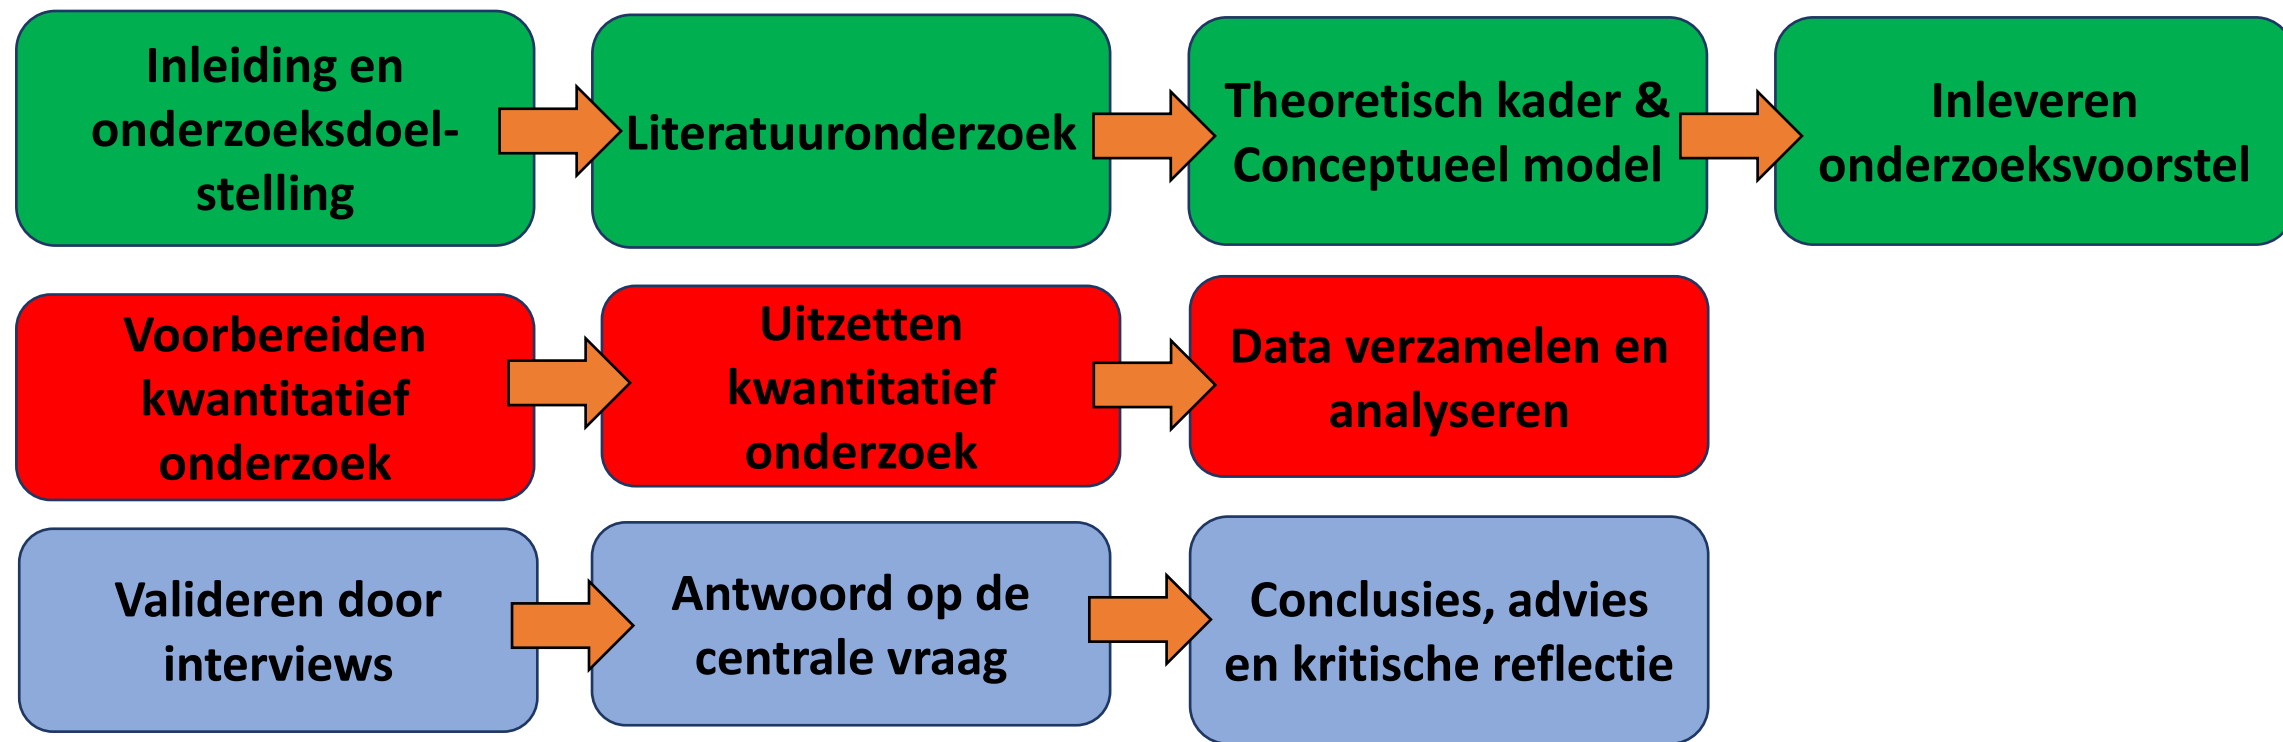 Inleiding en
onderzoeksdoel-
stelling
Literatuuronderzoek
Theoretisch kader &
Conceptueel model
Inleveren
onderzoeksvoorstel
Voorbereiden
kwantitatief
onderzoek
Uitzetten
kwantitatief
onderzoek
Data verzamelen en
analyseren
Valideren door
interviews
Antwoord op de
centrale vraag
Conclusies, advies
en kritische reflectie